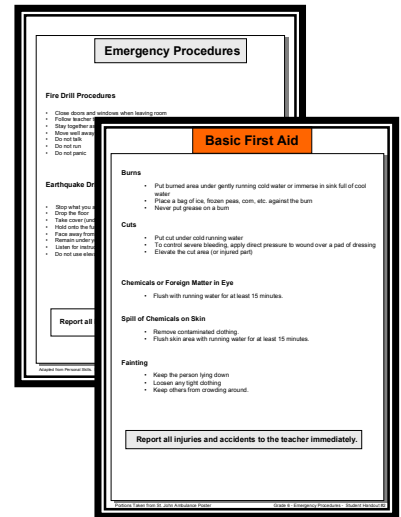 Emergency Procedures
Fire Drill Procedures
• Close doors and windows when leaving room
• Follow teacher
• Stay together
• Move well away
• Do not talk
• Do not run
• Do not panic
Earthquake
• Stop what you
• Drop the floor
• Take cover
• Hold onto the
• Face away from
• Remain under
• Listen for
• Do not use
Report all
Adapted from Personal Skills
Basic First Aid
Burns
• Put burned area under gently running cold water or immerse in sink full of cool
water
• Place a bag of ice, frozen peas, corn, etc. against the burn
• Never put grease on a burn
Cuts
• Put cut under cold running water
• To control severe bleeding, apply direct pressure to wound over a pad of dressing
• Elevate the cut area (or injured part)
Chemicals or Foreign Matter in Eye
• Flush with running water for at least 15 minutes.
Spill of Chemicals on Skin
• Remove contaminated clothing.
• Flush skin area with running water for at least 15 minutes.
Fainting
• Keep the person lying down
• Loosen any tight clothing
• Keep others from crowding around.
Report all injuries and accidents to the teacher immediately.
Portions Taken from St. John Ambulance Poster Grade 6 - Emergency Procedures - Student Handout #2